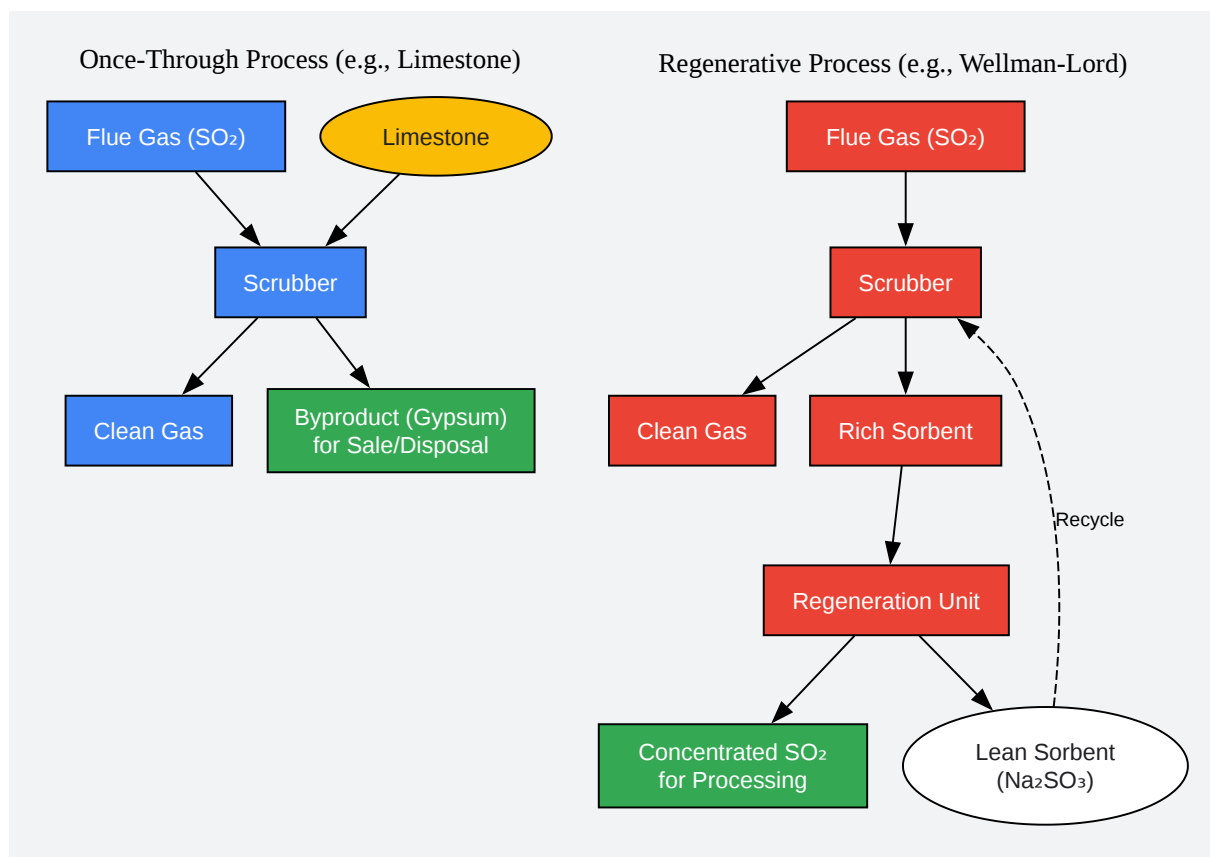 Once-Through Process (e.g., Limestone)
Flue Gas (SO₂)
Limestone
Scrubber
Clean Gas
Byproduct (Gypsum)
for Sale/Disposal
Regenerative Process (e.g., Wellman-Lord)
Flue Gas (SO₂)
Scrubber
Clean Gas
Rich Sorbent
Recycle
Regeneration Unit
Concentrated SO₂
for Processing
Lean Sorbent
(Na₂SO₃)